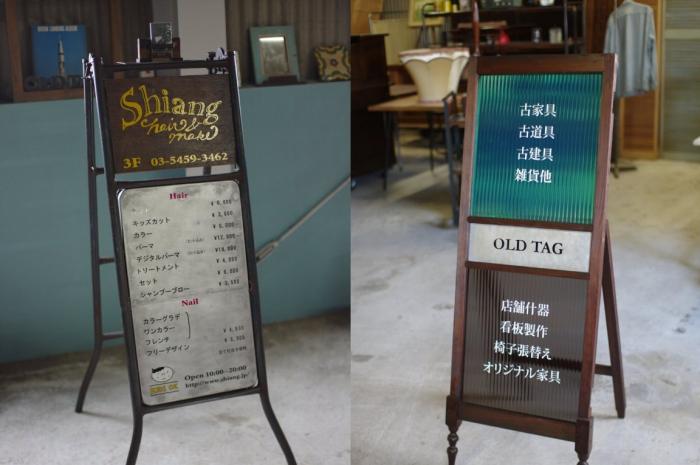 Shiang
hair &
make
3F 03-5459-3462
Hair
キッズカット
カラー
パーマ
デジタルパーマ
トリートメント
セット
シャンプーブロー
Nail
カラーグラデ
ワンカラー
フレンチ
フリーデザイン
Open 10:00~20:00
http://www.shiang.jp/
古家具
古道具
古建具
雑貨他
OLD TAG
店舗什器
看板製作
椅子張替え
オリジナル家具